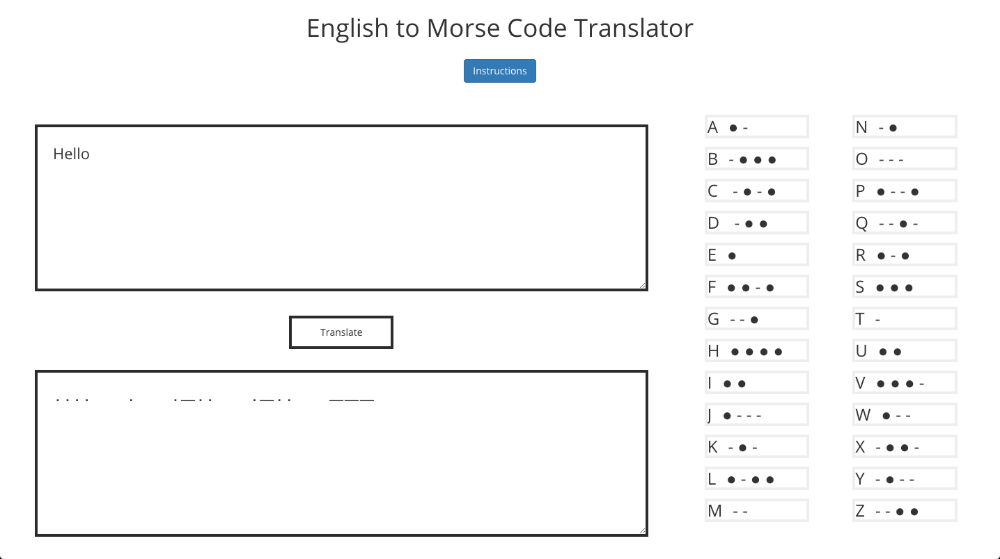 English to Morse Code Translator
Instructions
Hello
Translate
.... . .—.. .—.. ———
A ● -
B - ● ● ●
C - ● - ●
D - ● ●
E ●
F ● ● - ●
G - - ●
H ● ● ● ●
I ● ●
J ● - - -
K - ● -
L ● - ● ●
M - -
N - ●
O - - -
P ● - - ●
Q - - ● -
R ● - ●
S ● ● ●
T -
U ● ●
V ● ● ● -
W ● - -
X - ● ● -
Y - ● - -
Z - - ● ●